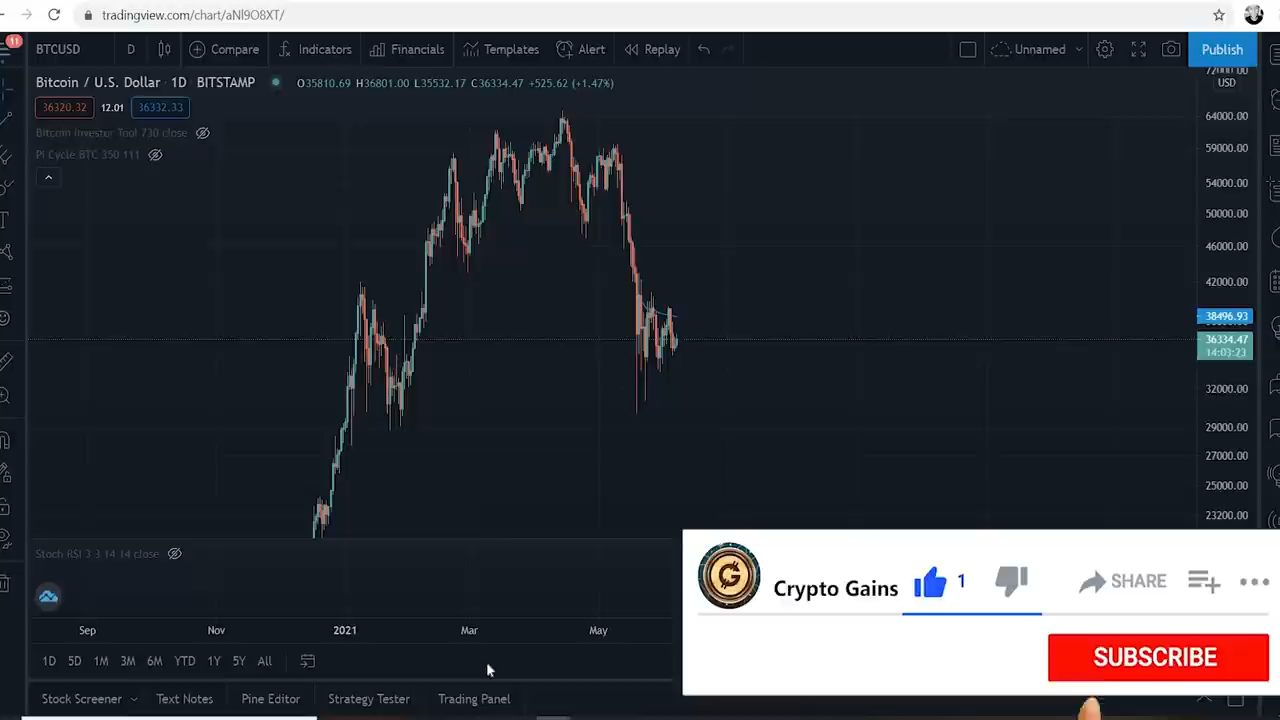 tradingview.com/chart/aNl9O8XT/
11
BTCUSD D Compare Indicators Financials Templates Alert Replay Unnamed Publish
Bitcoin / U.S. Dollar · 1D · BITSTAMP O35810.69 H36801.00 L35532.17 C36334.47 +525.62 (+1.47%)
USD
36320.32 12.01 36332.33
Bitcoin Investor Tool 730 close
Pi Cycle BTC 350 111
72000.00
64000.00
59000.00
54000.00
50000.00
46000.00
42000.00
38496.93
36334.47
14:03:23
32000.00
29000.00
27000.00
25000.00
23200.00
Stoch RSI 3 3 14 14 close
Sep Nov 2021 Mar May
1D 5D 1M 3M 6M YTD 1Y 5Y All
Stock Screener Text Notes Pine Editor Strategy Tester Trading Panel
Crypto Gains 1 SHARE
SUBSCRIBE